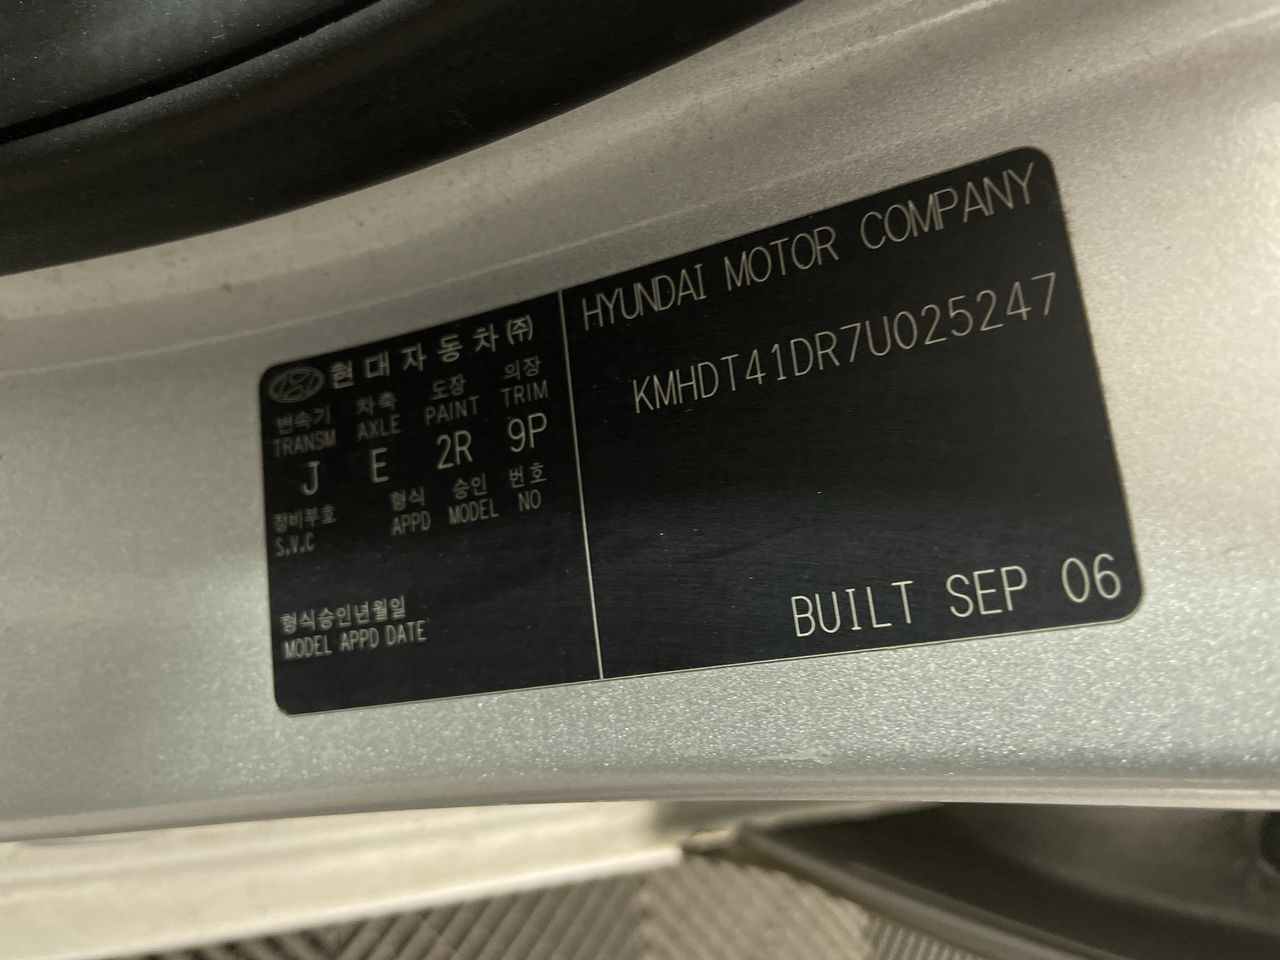 현대자동차㈜
변속기 차축 도장 의장
TRANSM AXLE PAINT TRIM
J E 2R 9P
정비부호 형식 승인 번호
S.V.C APPD MODEL NO
형식승인년월일
MODEL APPD DATE
HYUNDAI MOTOR COMPANY
KMHDT41DR7U025247
BUILT SEP 06